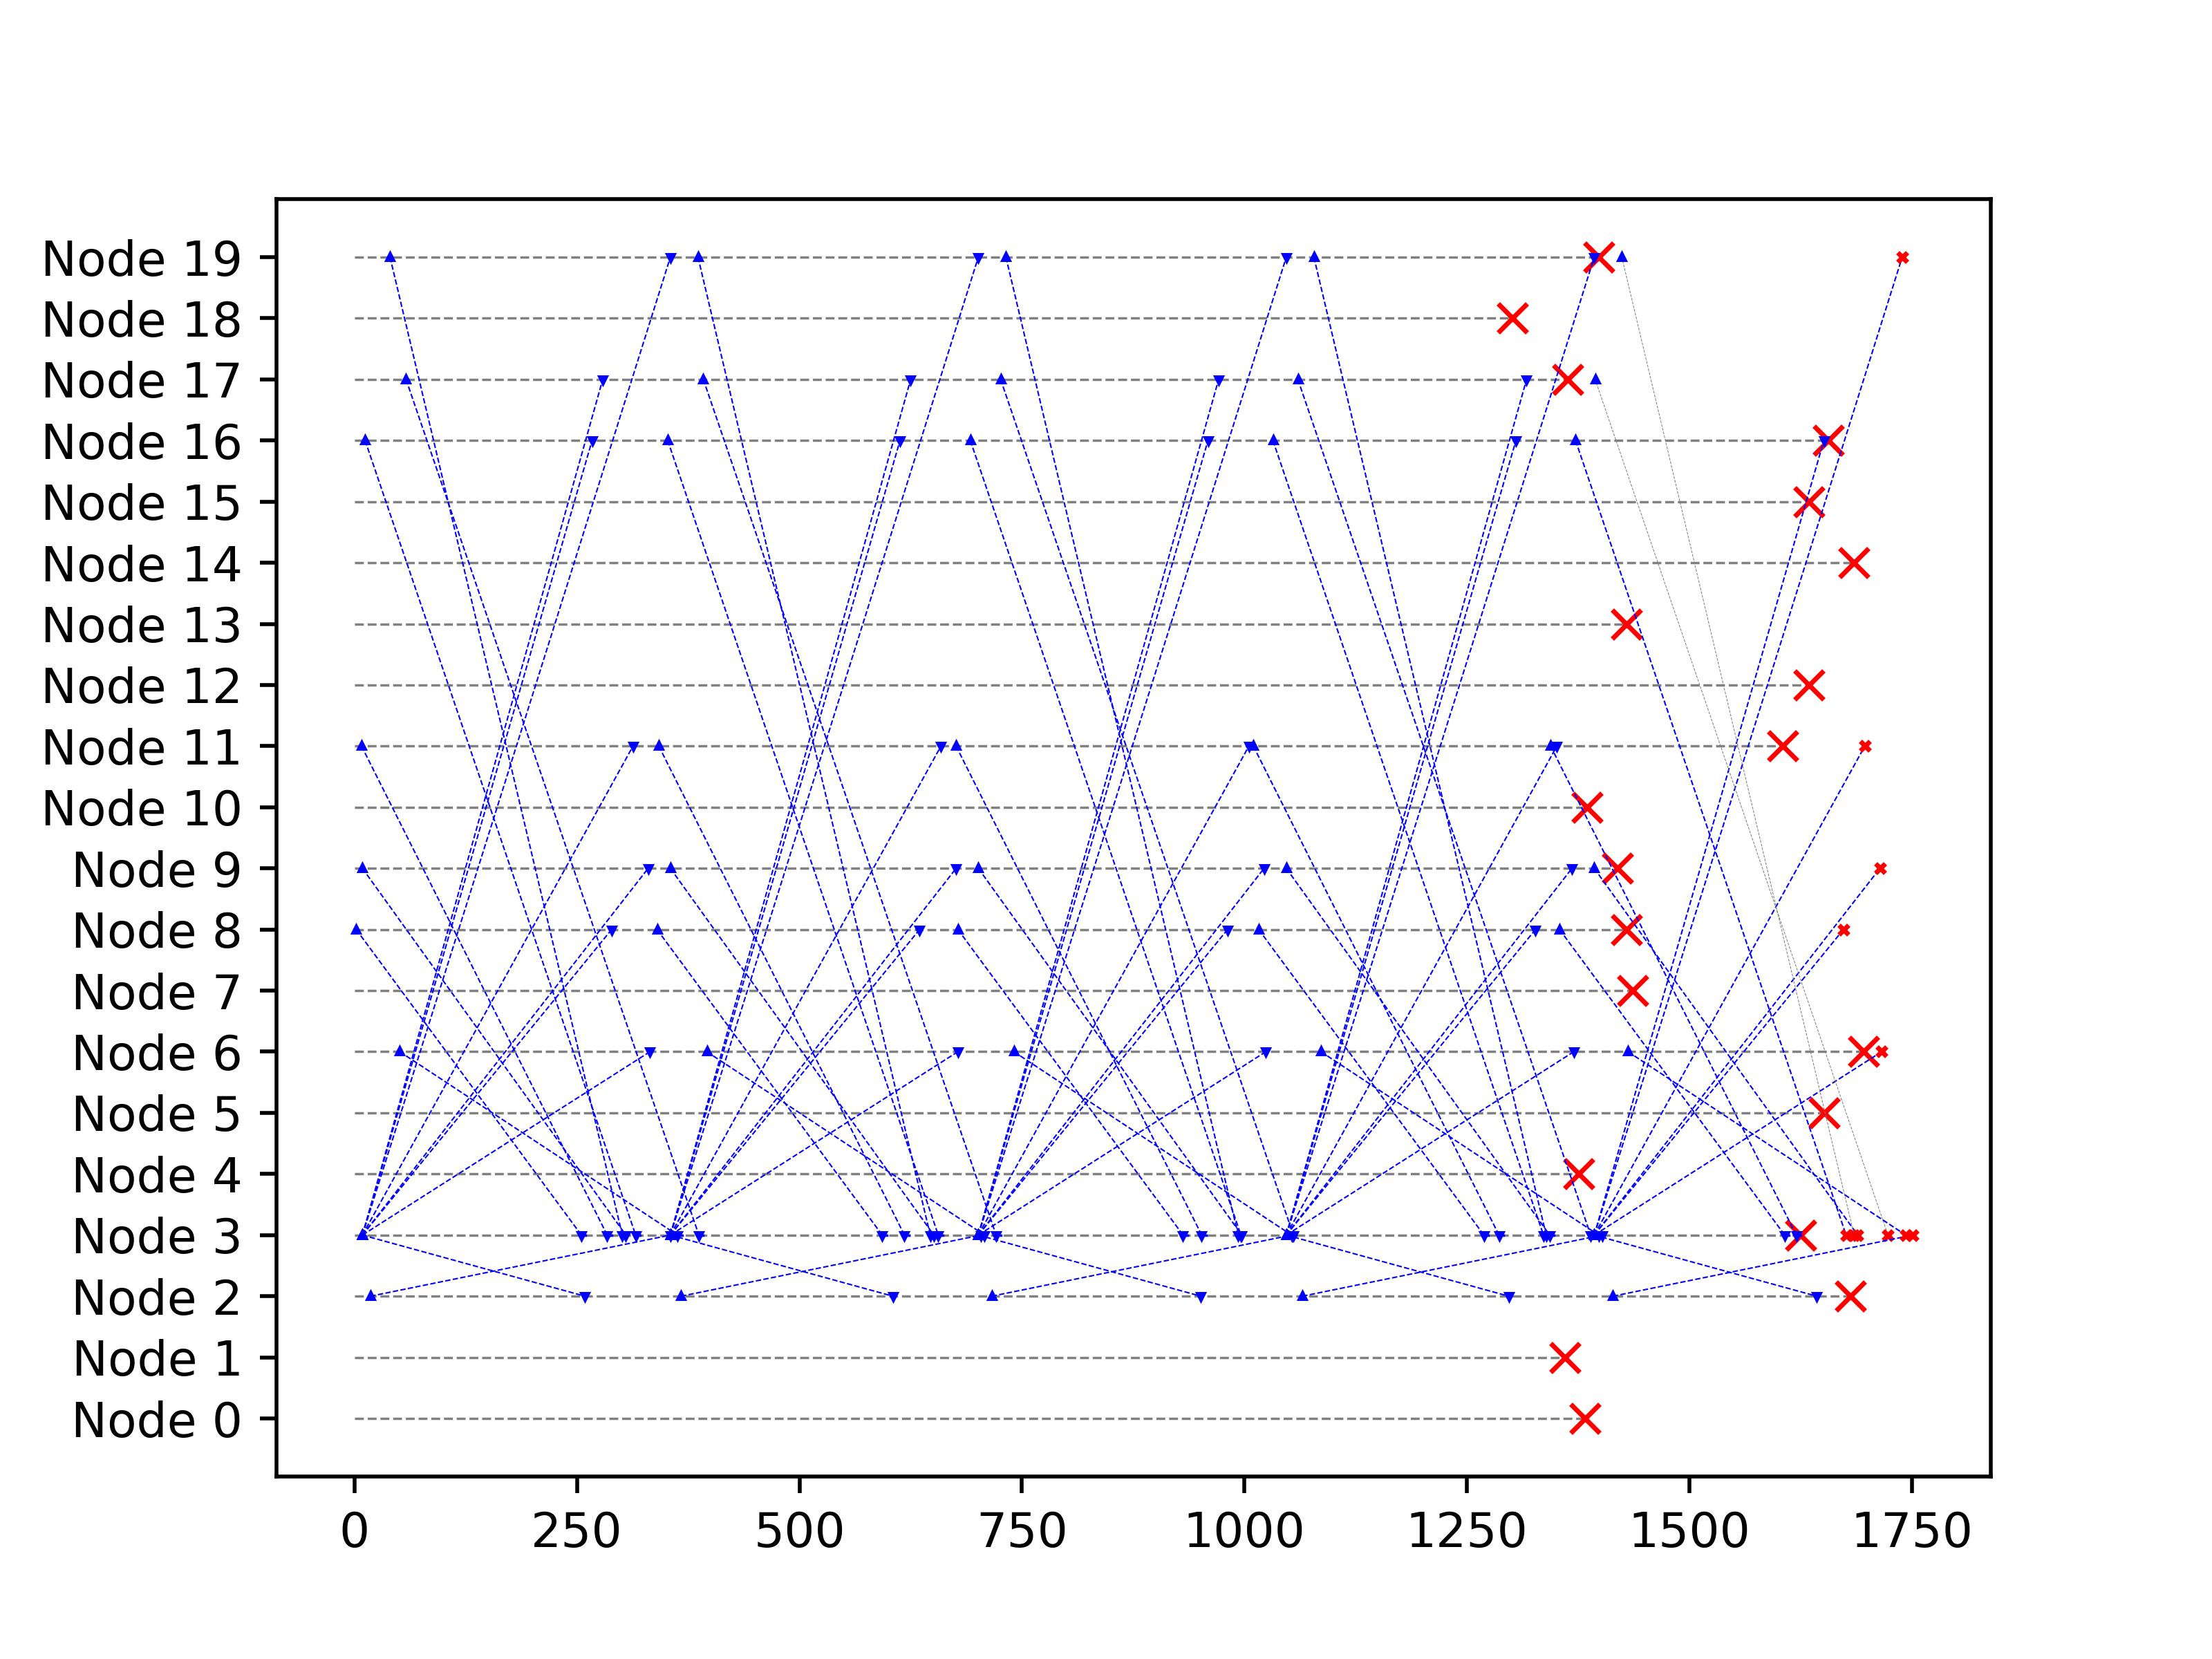 Node 19
Node 18
Node 17
Node 16
Node 15
Node 14
Node 13
Node 12
Node 11
Node 10
Node 9
Node 8
Node 7
Node 6
Node 5
Node 4
Node 3
Node 2
Node 1
Node 0
0 250 500 750 1000 1250 1500 1750